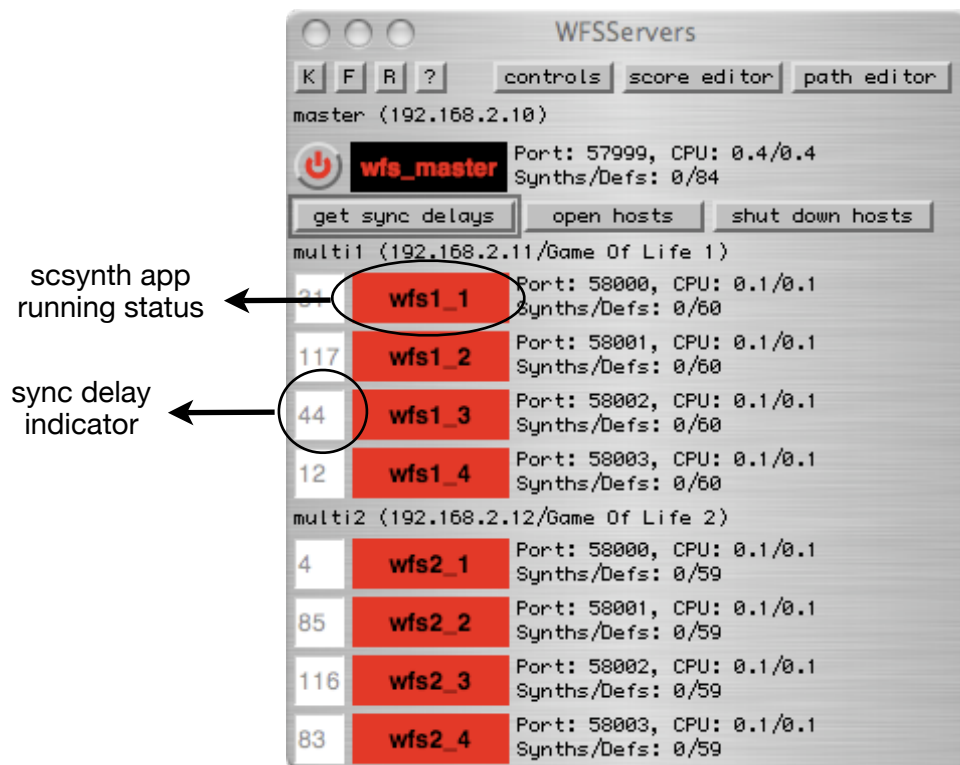 WFSServers
K F R ? controls score editor path editor
master (192.168.2.10)
wfs_master Port: 57999, CPU: 0.4/0.4
Synths/Defs: 0/84
get sync delays open hosts shut down hosts
multi1 (192.168.2.11/Game Of Life 1)
scsynth app
running status
31 wfs1_1 Port: 58000, CPU: 0.1/0.1
Synths/Defs: 0/60
117 wfs1_2 Port: 58001, CPU: 0.1/0.1
Synths/Defs: 0/60
sync delay
indicator
44 wfs1_3 Port: 58002, CPU: 0.1/0.1
Synths/Defs: 0/60
12 wfs1_4 Port: 58003, CPU: 0.1/0.1
Synths/Defs: 0/60
multi2 (192.168.2.12/Game Of Life 2)
4 wfs2_1 Port: 58000, CPU: 0.1/0.1
Synths/Defs: 0/59
85 wfs2_2 Port: 58001, CPU: 0.1/0.1
Synths/Defs: 0/59
116 wfs2_3 Port: 58002, CPU: 0.1/0.1
Synths/Defs: 0/59
83 wfs2_4 Port: 58003, CPU: 0.1/0.1
Synths/Defs: 0/59